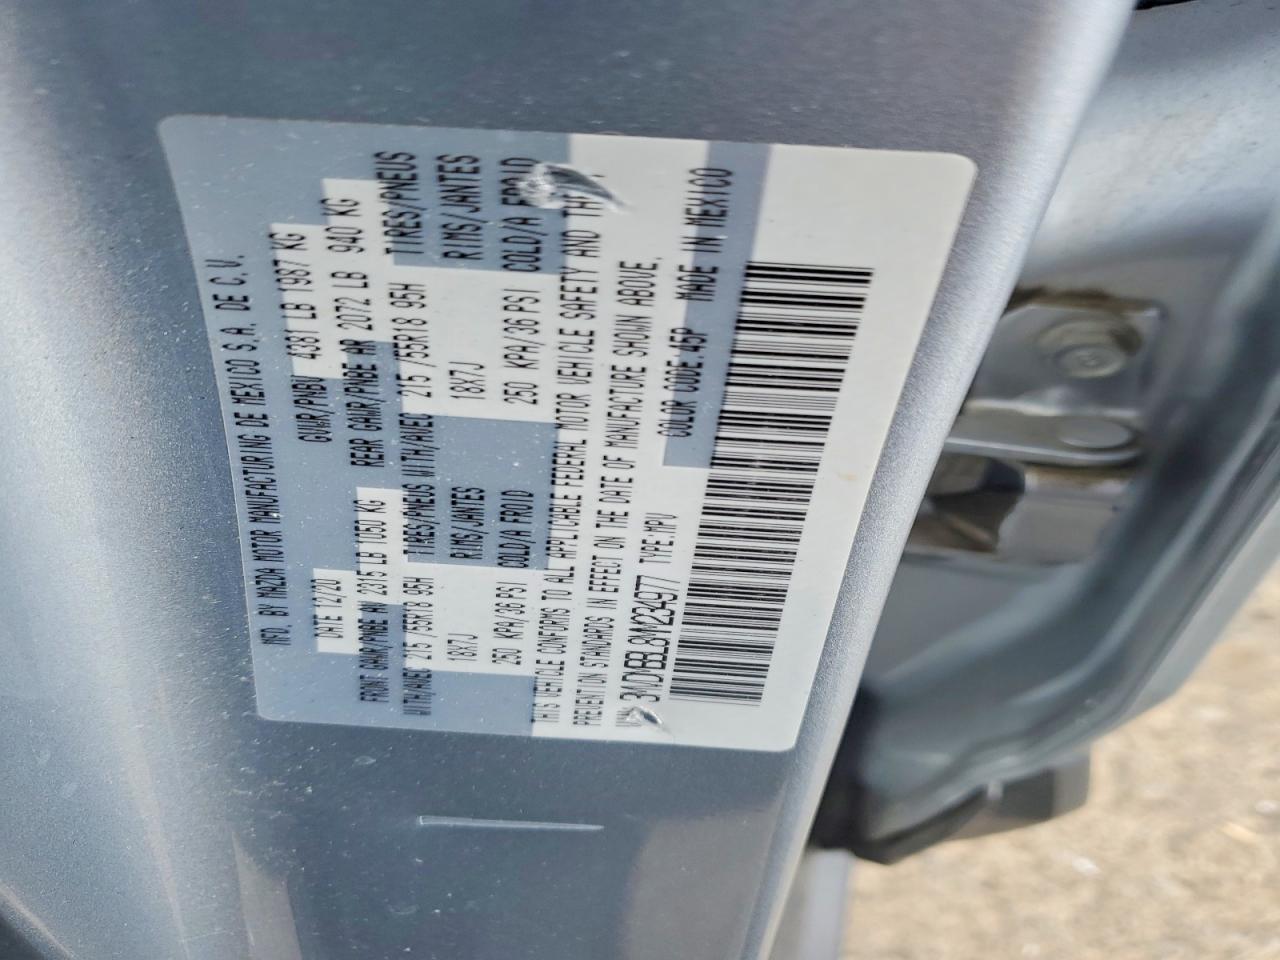 MFD. BY MAZDA MOTOR MANUFACTURING DE MEXICO S.A. DE C.V.
DATE 12/20 GVWR/PNBV 4381 LB 1987 KG
FRONT GAWR/PNBE AV 2315 LB 1050 KG REAR GAWR/PNBE AR 2072 LB 940 KG
WITH/AVEC 215 /55R18 95H TIRES/PNEUS WITH/AVEC 215 /55R18 95H TIRES/PNEUS
18X7J RIMS/JANTES 18X7J RIMS/JANTES
250 KPA/36 PSI COLD/A FROID 250 KPA/36 PSI COLD/A FROID
THIS VEHICLE CONFORMS TO ALL APPLICABLE FEDERAL MOTOR VEHICLE SAFETY AND
PREVENTION STANDARDS IN EFFECT ON THE DATE OF MANUFACTURE SHOWN ABOVE.
3MVDMBBL8MM234977 TYPE:MPV COLOR CODE:45P MADE IN MEXICO